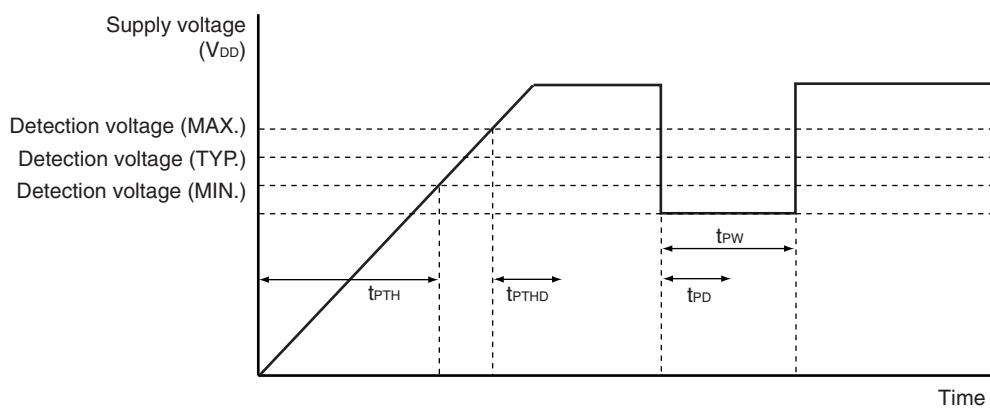 Supply voltage
(VDD)
Detection voltage (MAX.)
Detection voltage (TYP.)
Detection voltage (MIN.)
tPW
tPTH
tPTHD
tPD
Time